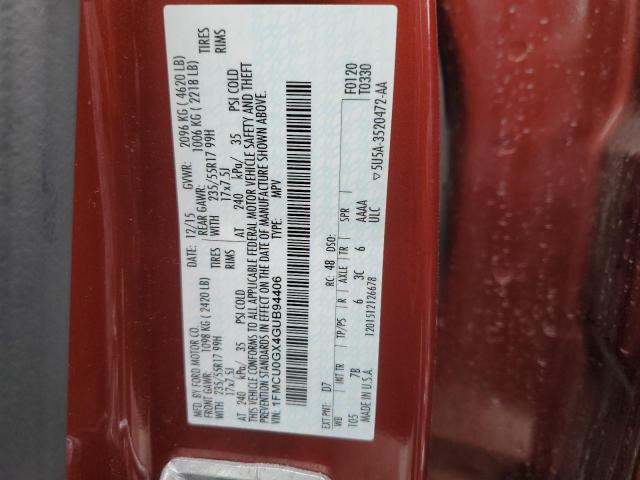 MFD. BY FORD MOTOR CO.
DATE: 12/15 GVWR: 2096 KG ( 4620 LB)
FRONT GAWR: 1098 KG ( 2420 LB) REAR GAWR: 1006 KG ( 2218 LB)
WITH 235/55R17 99H WITH 235/55R17 99H TIRES
17x7.5J 17x7.5J RIMS
AT 240 kPa/ 35 PSI COLD AT 240 kPa/ 35 PSI COLD
THIS VEHICLE CONFORMS TO ALL APPLICABLE FEDERAL MOTOR VEHICLE SAFETY AND THEFT
PREVENTION STANDARDS IN EFFECT ON THE DATE OF MANUFACTURE SHOWN ABOVE.
VIN: 1FMCU0GX4GUB94406 TYPE: MPV
TIRES
RIMS
F0120
T0330
EXT PNT: D7 RC: 48 DSO:
WB INT TR TP/PS R AXLE TR SPR
105 7B 6 3C 6 AAAA
ULC
MADE IN U.S.A. 1201512126678
▽5U5A-3520472-AA